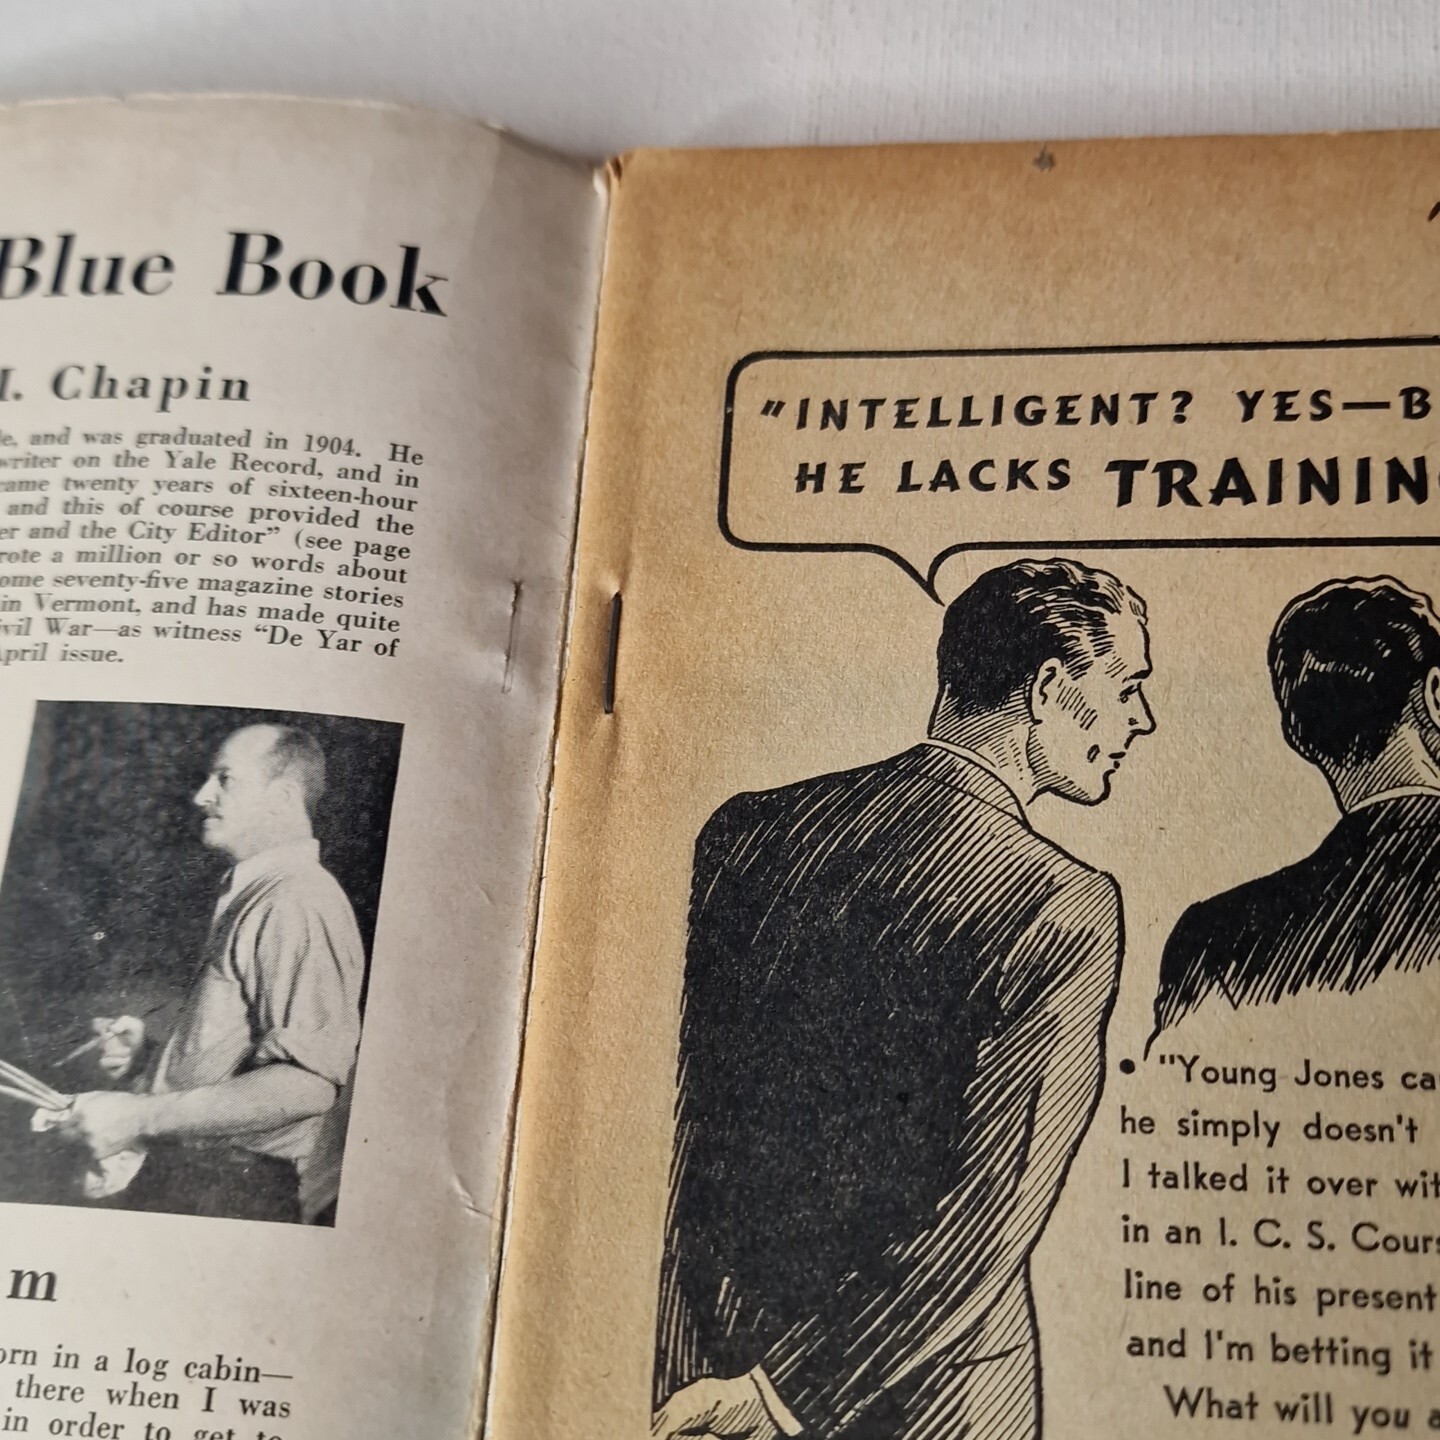 Blue Book
I. Chapin
and was graduated in 1904. He
writer on the Yale Record, and in
came twenty years of sixteen-hour
and this of course provided the
er and the City Editor" (see page
rote a million or so words about
ome seventy-five magazine stories
in Vermont, and has made quite
ivil War—as witness "De Yar of
April issue.
m
orn in a log cabin—
there when I was
in order to get to
"INTELLIGENT? YES—B
HE LACKS TRAINING
• "Young Jones ca
he simply doesn't
I talked it over wit
in an I. C. S. Cours
line of his present
and I'm betting it
What will you a